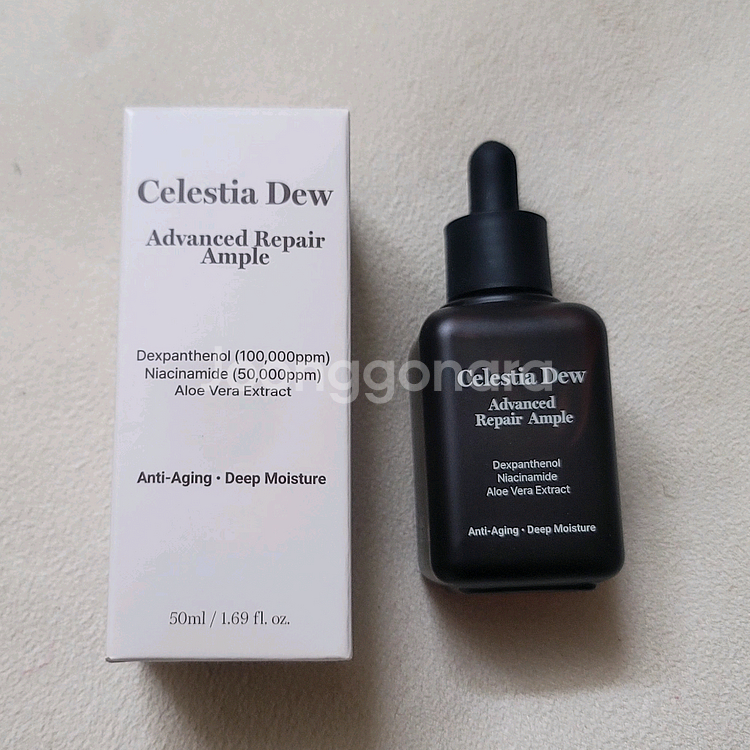 Celestia Dew
Advanced Repair
Ample
Dexpanthenol (100,000ppm)
Niacinamide (50,000ppm)
Aloe Vera Extract
Anti-Aging • Deep Moisture
50ml / 1.69 fl. oz.
Celestia Dew
Advanced
Repair Ample
Dexpanthenol
Niacinamide
Aloe Vera Extract
Anti-Aging • Deep Moisture